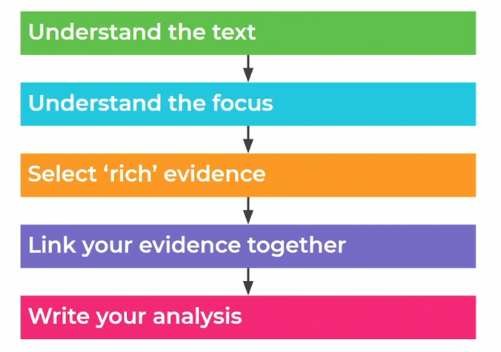 Understand the text
Understand the focus
Select ‘rich’ evidence
Link your evidence together
Write your analysis